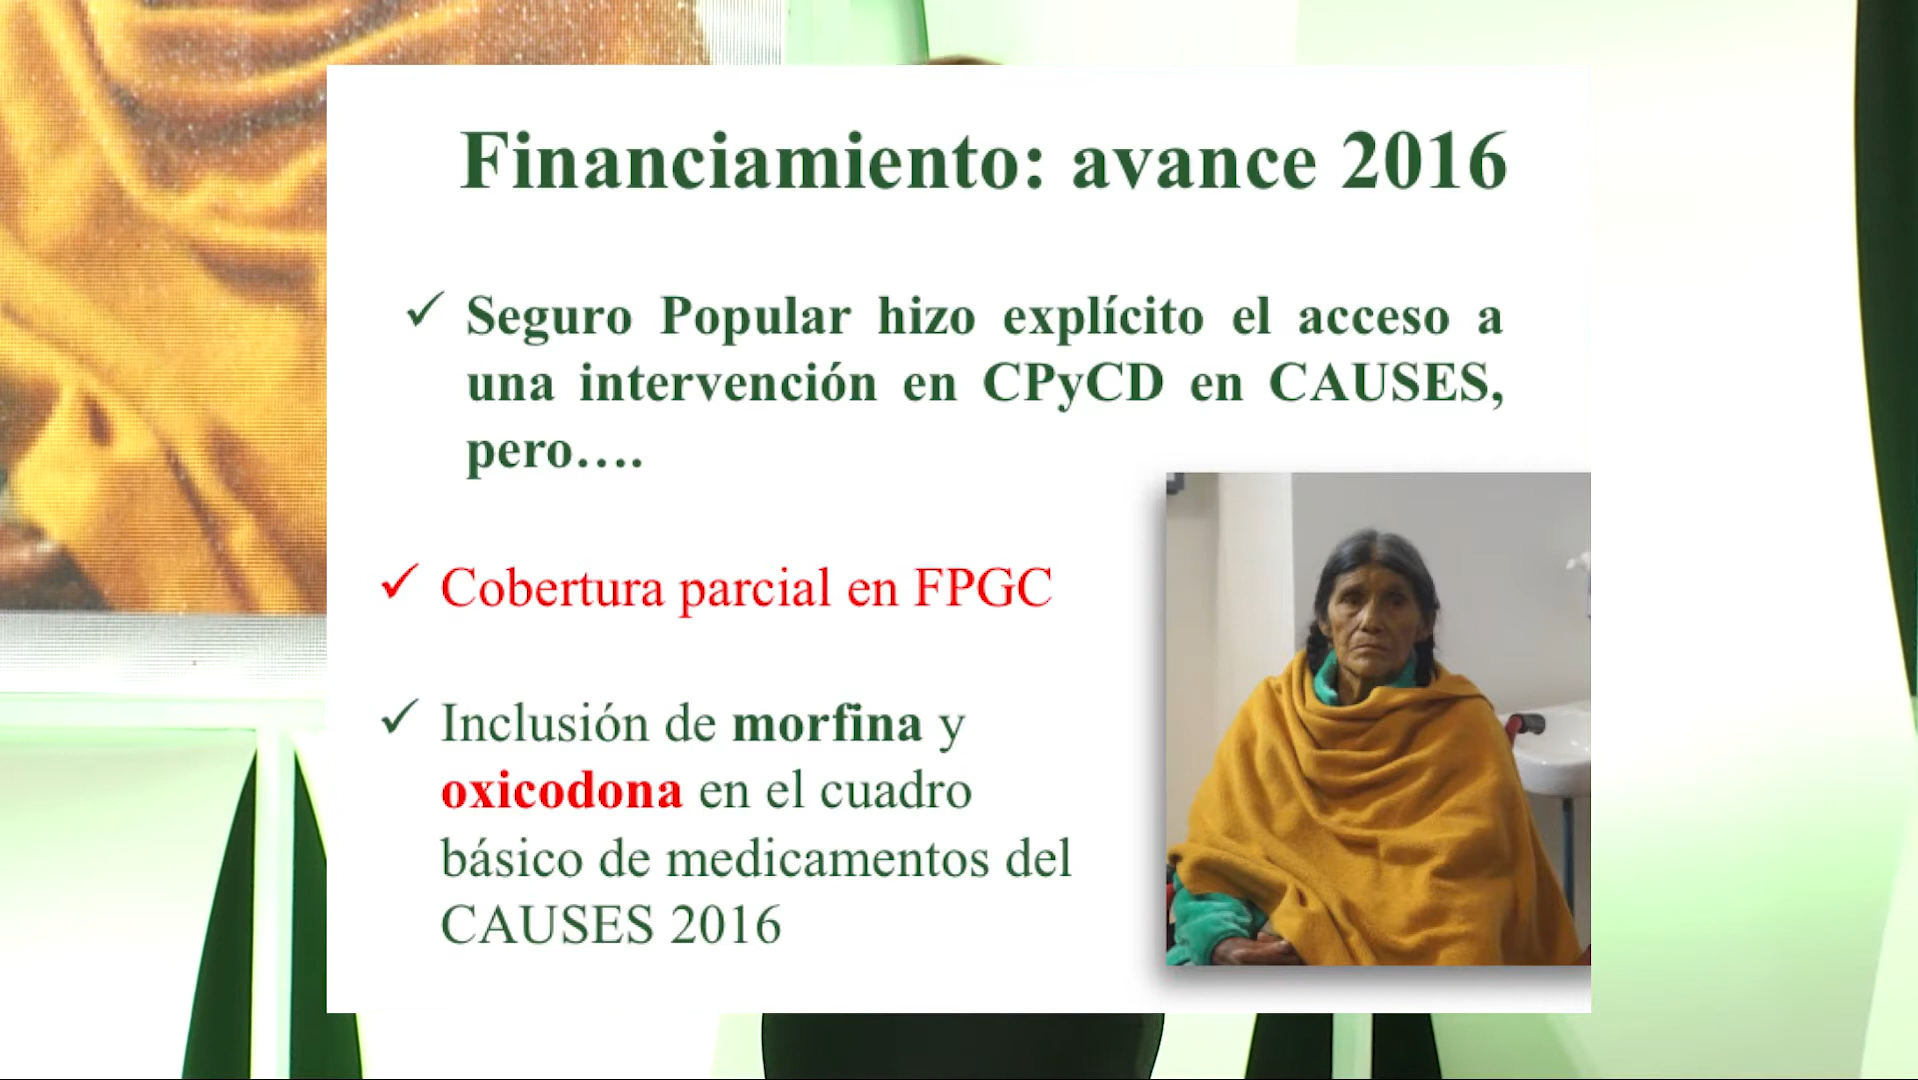 Financiamiento: avance 2016
✓ Seguro Popular hizo explícito el acceso a
una intervención en CPyCD en CAUSES,
pero….
✓ Cobertura parcial en FPGC
✓ Inclusión de morfina y
oxicodona en el cuadro
básico de medicamentos del
CAUSES 2016